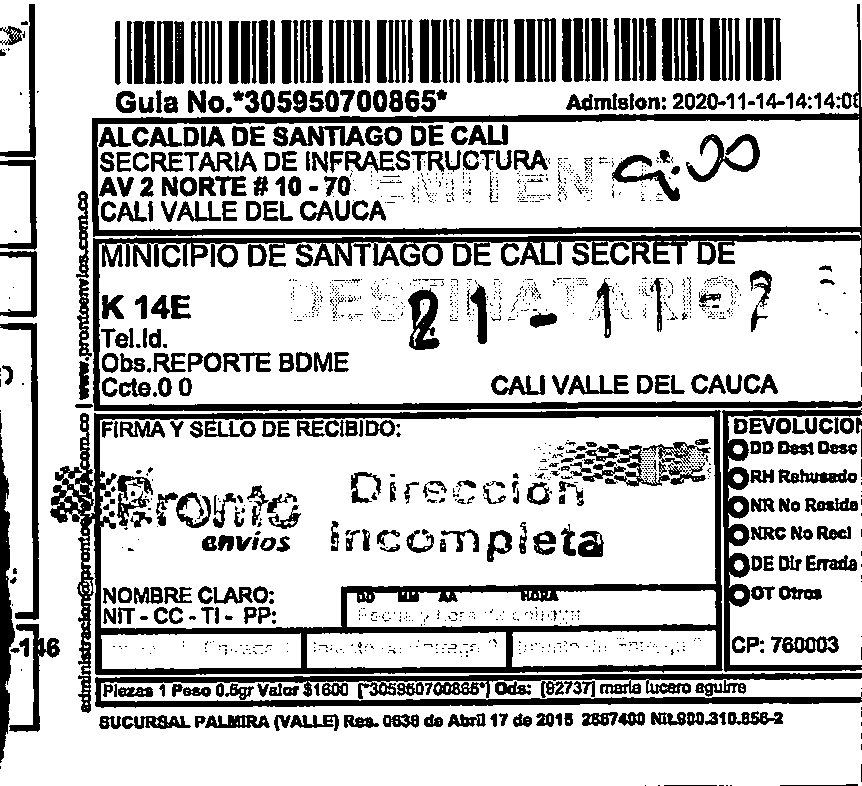 Guia No.*305950700865*
Admision: 2020-11-14-14:14:08
ALCALDIA DE SANTIAGO DE CALI
SECRETARIA DE INFRAESTRUCTURA
REMITENTE
AV 2 NORTE # 10 - 70
CALI VALLE DEL CAUCA
MINICIPIO DE SANTIAGO DE CALI SECRET DE
DESTINATARIO
K 14E
21-11-2
Tel.Id.
Obs.REPORTE BDME
Ccte.0 0
CALI VALLE DEL CAUCA
www.prontoenvios.com.co
administracion@prontoenvios.com.co
FIRMA Y SELLO DE RECIBIDO:
Pronto
envíos
Dirección
incompleta
NOMBRE CLARO:
NIT - CC - TI - PP:
DD MM AA HORA
DEVOLUCION
DD Dest Desc
RH Rehusado
NR No Reside
NRC No Recl
DE Dir Errada
OT Otros
CP: 760003
-146
Piezas 1 Peso 0.5gr Valor $1600 [*305950700865*] Ods: [92737] maria lucero aguirre
SUCURSAL PALMIRA (VALLE) Res. 0638 de Abril 17 de 2015 2887400 Nit.900.310.856-2